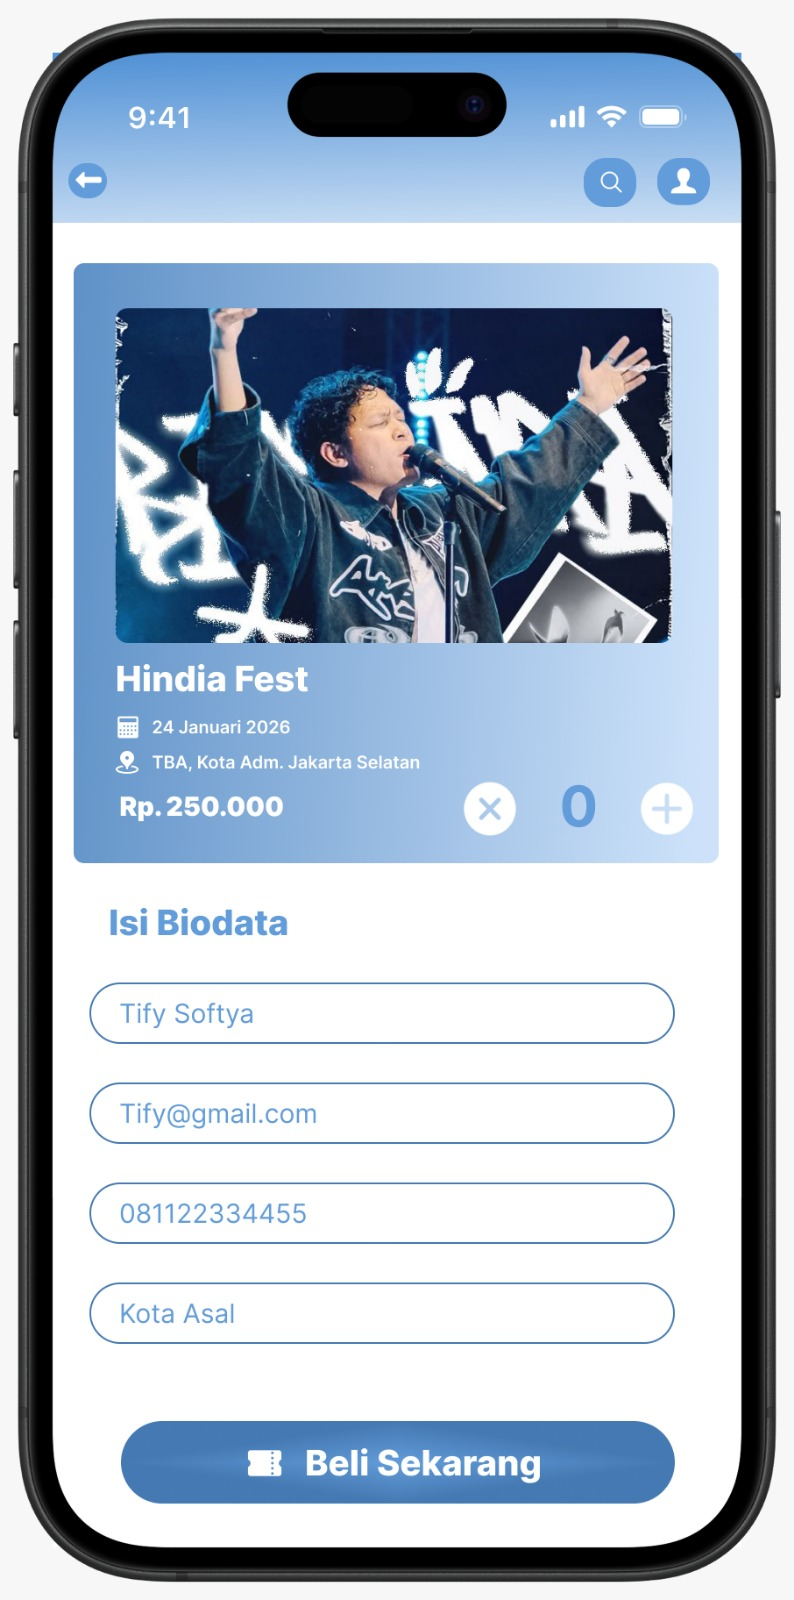 9:41
Hindia Fest
24 Januari 2026
TBA, Kota Adm. Jakarta Selatan
Rp. 250.000
0
Isi Biodata
Tify Softya
Tify@gmail.com
081122334455
Kota Asal
Beli Sekarang